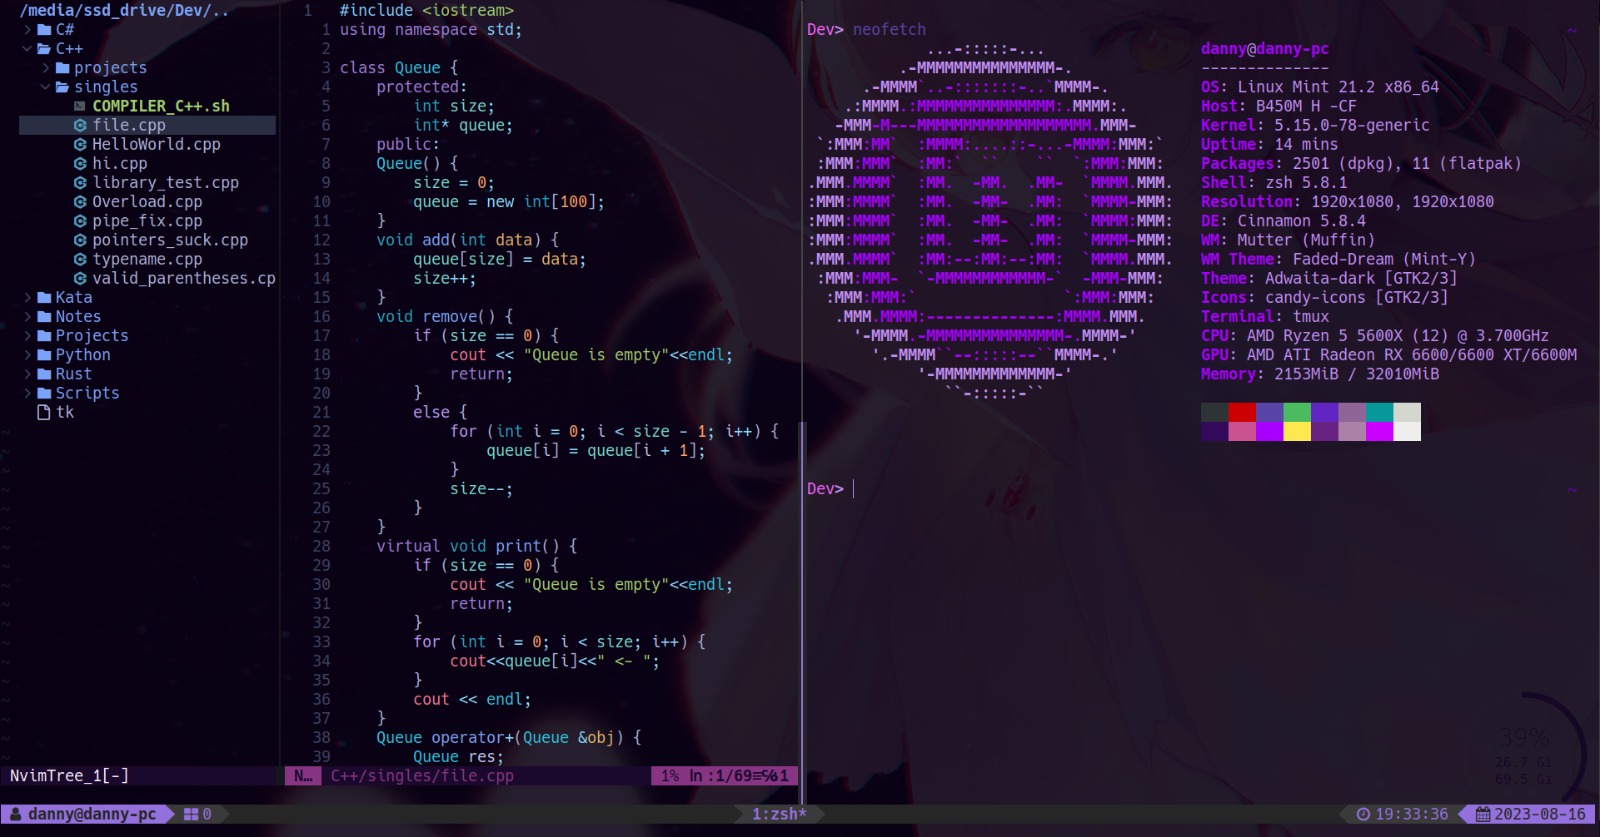 /media/ssd_drive/Dev/..
C#
C++
projects
singles
COMPILER_C++.sh
file.cpp
HelloWorld.cpp
hi.cpp
library_test.cpp
Overload.cpp
pipe_fix.cpp
pointers_suck.cpp
typename.cpp
valid_parentheses.cp
Kata
Notes
Projects
Python
Rust
Scripts
tk
NvimTree_1[-]
1 #include <iostream>
1 using namespace std;
2
3 class Queue {
4 protected:
5 int size;
6 int* queue;
7 public:
8 Queue() {
9 size = 0;
10 queue = new int[100];
11 }
12 void add(int data) {
13 queue[size] = data;
14 size++;
15 }
16 void remove() {
17 if (size == 0) {
18 cout << "Queue is empty"<<endl;
19 return;
20 }
21 else {
22 for (int i = 0; i < size - 1; i++) {
23 queue[i] = queue[i + 1];
24 }
25 size--;
26 }
27 }
28 virtual void print() {
29 if (size == 0) {
30 cout << "Queue is empty"<<endl;
31 return;
32 }
33 for (int i = 0; i < size; i++) {
34 cout<<queue[i]<<" <- ";
35 }
36 cout << endl;
37 }
38 Queue operator+(Queue &obj) {
39 Queue res;
N… C++/singles/file.cpp 1% ln :1/69≡℅1
Dev> neofetch ~
danny@danny-pc
--------------
OS: Linux Mint 21.2 x86_64
Host: B450M H -CF
Kernel: 5.15.0-78-generic
Uptime: 14 mins
Packages: 2501 (dpkg), 11 (flatpak)
Shell: zsh 5.8.1
Resolution: 1920x1080, 1920x1080
DE: Cinnamon 5.8.4
WM: Mutter (Muffin)
WM Theme: Faded-Dream (Mint-Y)
Theme: Adwaita-dark [GTK2/3]
Icons: candy-icons [GTK2/3]
Terminal: tmux
CPU: AMD Ryzen 5 5600X (12) @ 3.700GHz
GPU: AMD ATI Radeon RX 6600/6600 XT/6600M
Memory: 2153MiB / 32010MiB
Dev> ~
39%
26.7 Gi
69.5 Gi
danny@danny-pc 0 1:zsh* 19:33:36 2023-08-16